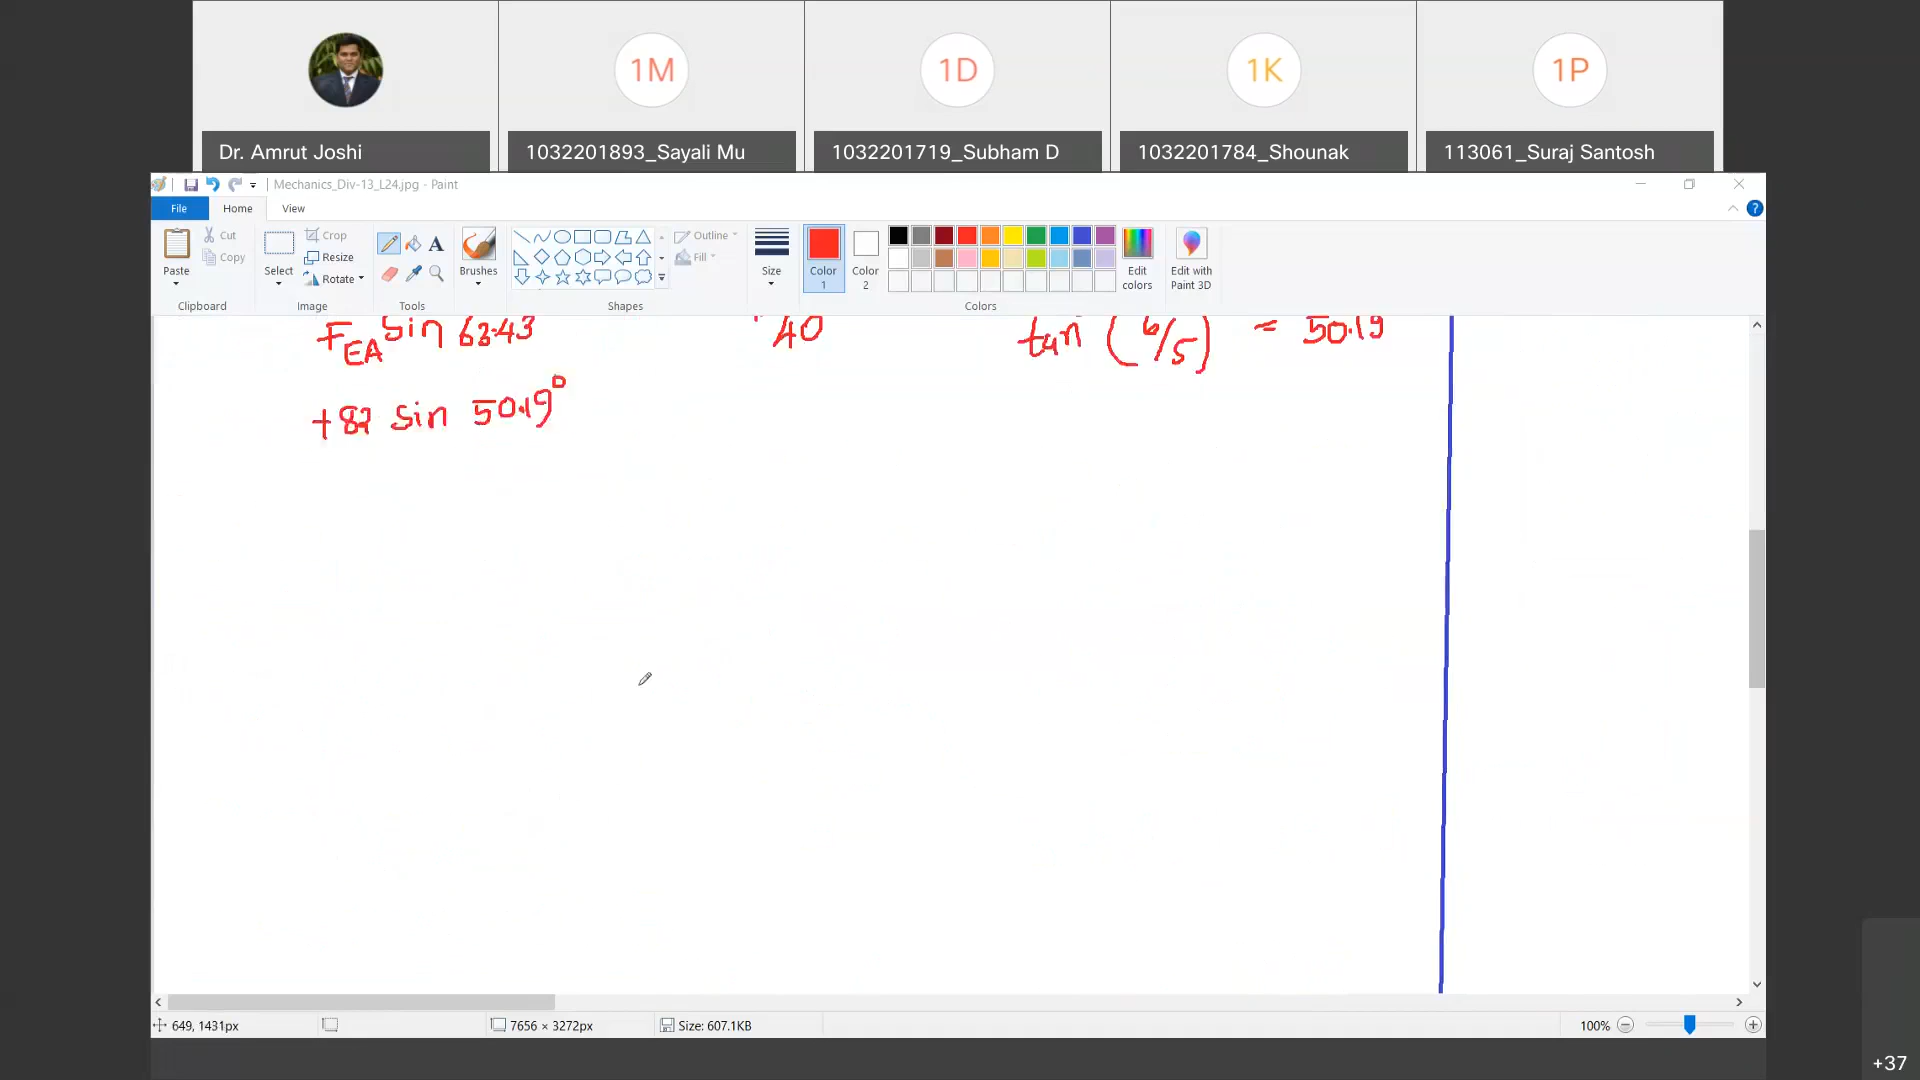 1M
1D
1K
1P
Dr. Amrut Joshi
1032201893_Sayali Mu
1032201719_Subham D
1032201784_Shounak
113061_Suraj Santosh
Mechanics_Div-13_L24.jpg - Paint
File
Home
View
Paste
Cut
Copy
Clipboard
Select
Crop
Resize
Rotate
Image
A
Tools
Brushes
Outline
Fill
Shapes
Size
Color
1
Color
2
Edit
colors
Colors
Edit with
Paint 3D
?
F_EA sin 63.43
40
tan (6/5) = 50.19
+82 sin 50.19°
649, 1431px
7656 × 3272px
Size: 607.1KB
100%
+37